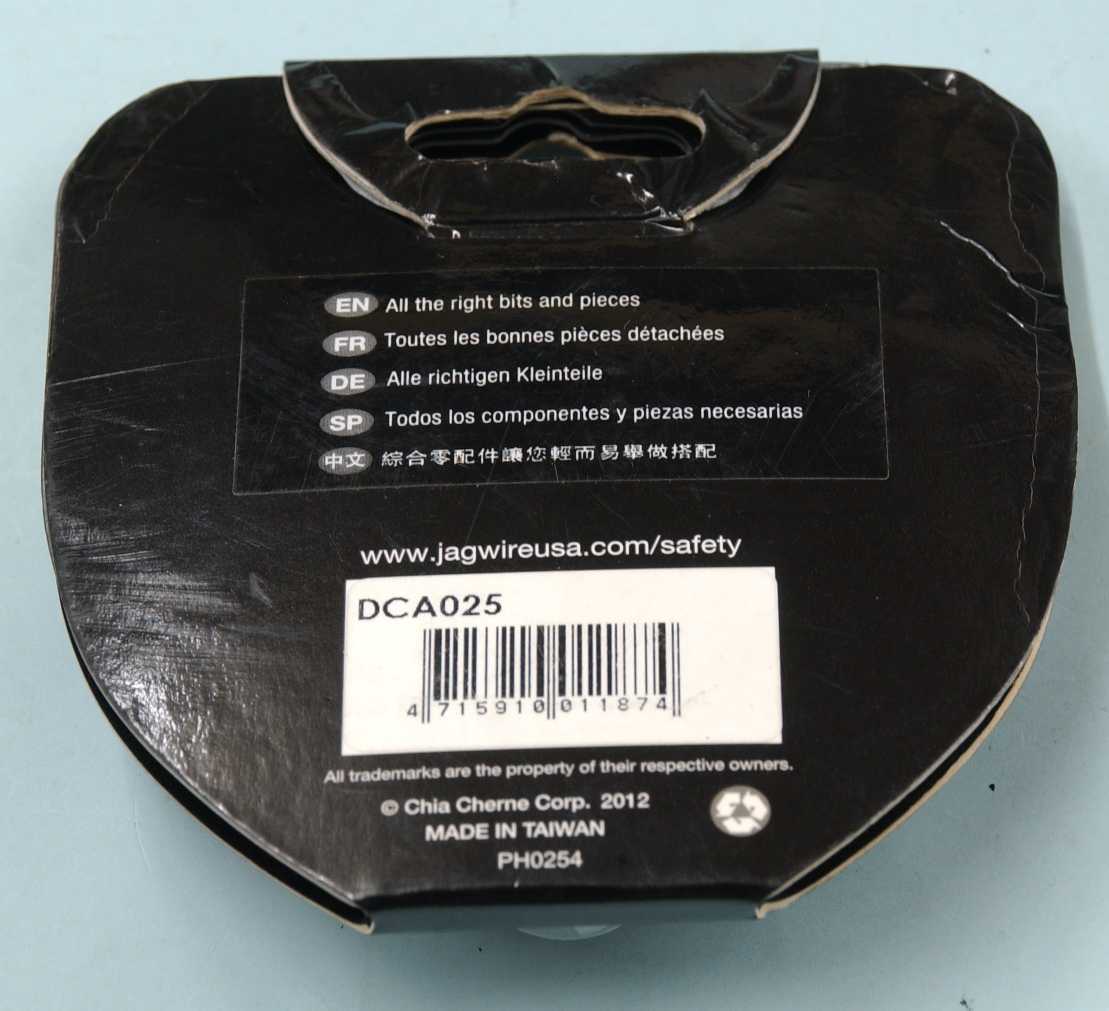 EN All the right bits and pieces
FR Toutes les bonnes pièces détachées
DE Alle richtigen Kleinteile
SP Todos los componentes y piezas necesarias
中文 綜合零配件讓您輕而易舉做搭配
www.jagwireusa.com/safety
DCA025
4 715910 011874
All trademarks are the property of their respective owners.
© Chia Cherne Corp. 2012
MADE IN TAIWAN
PH0254